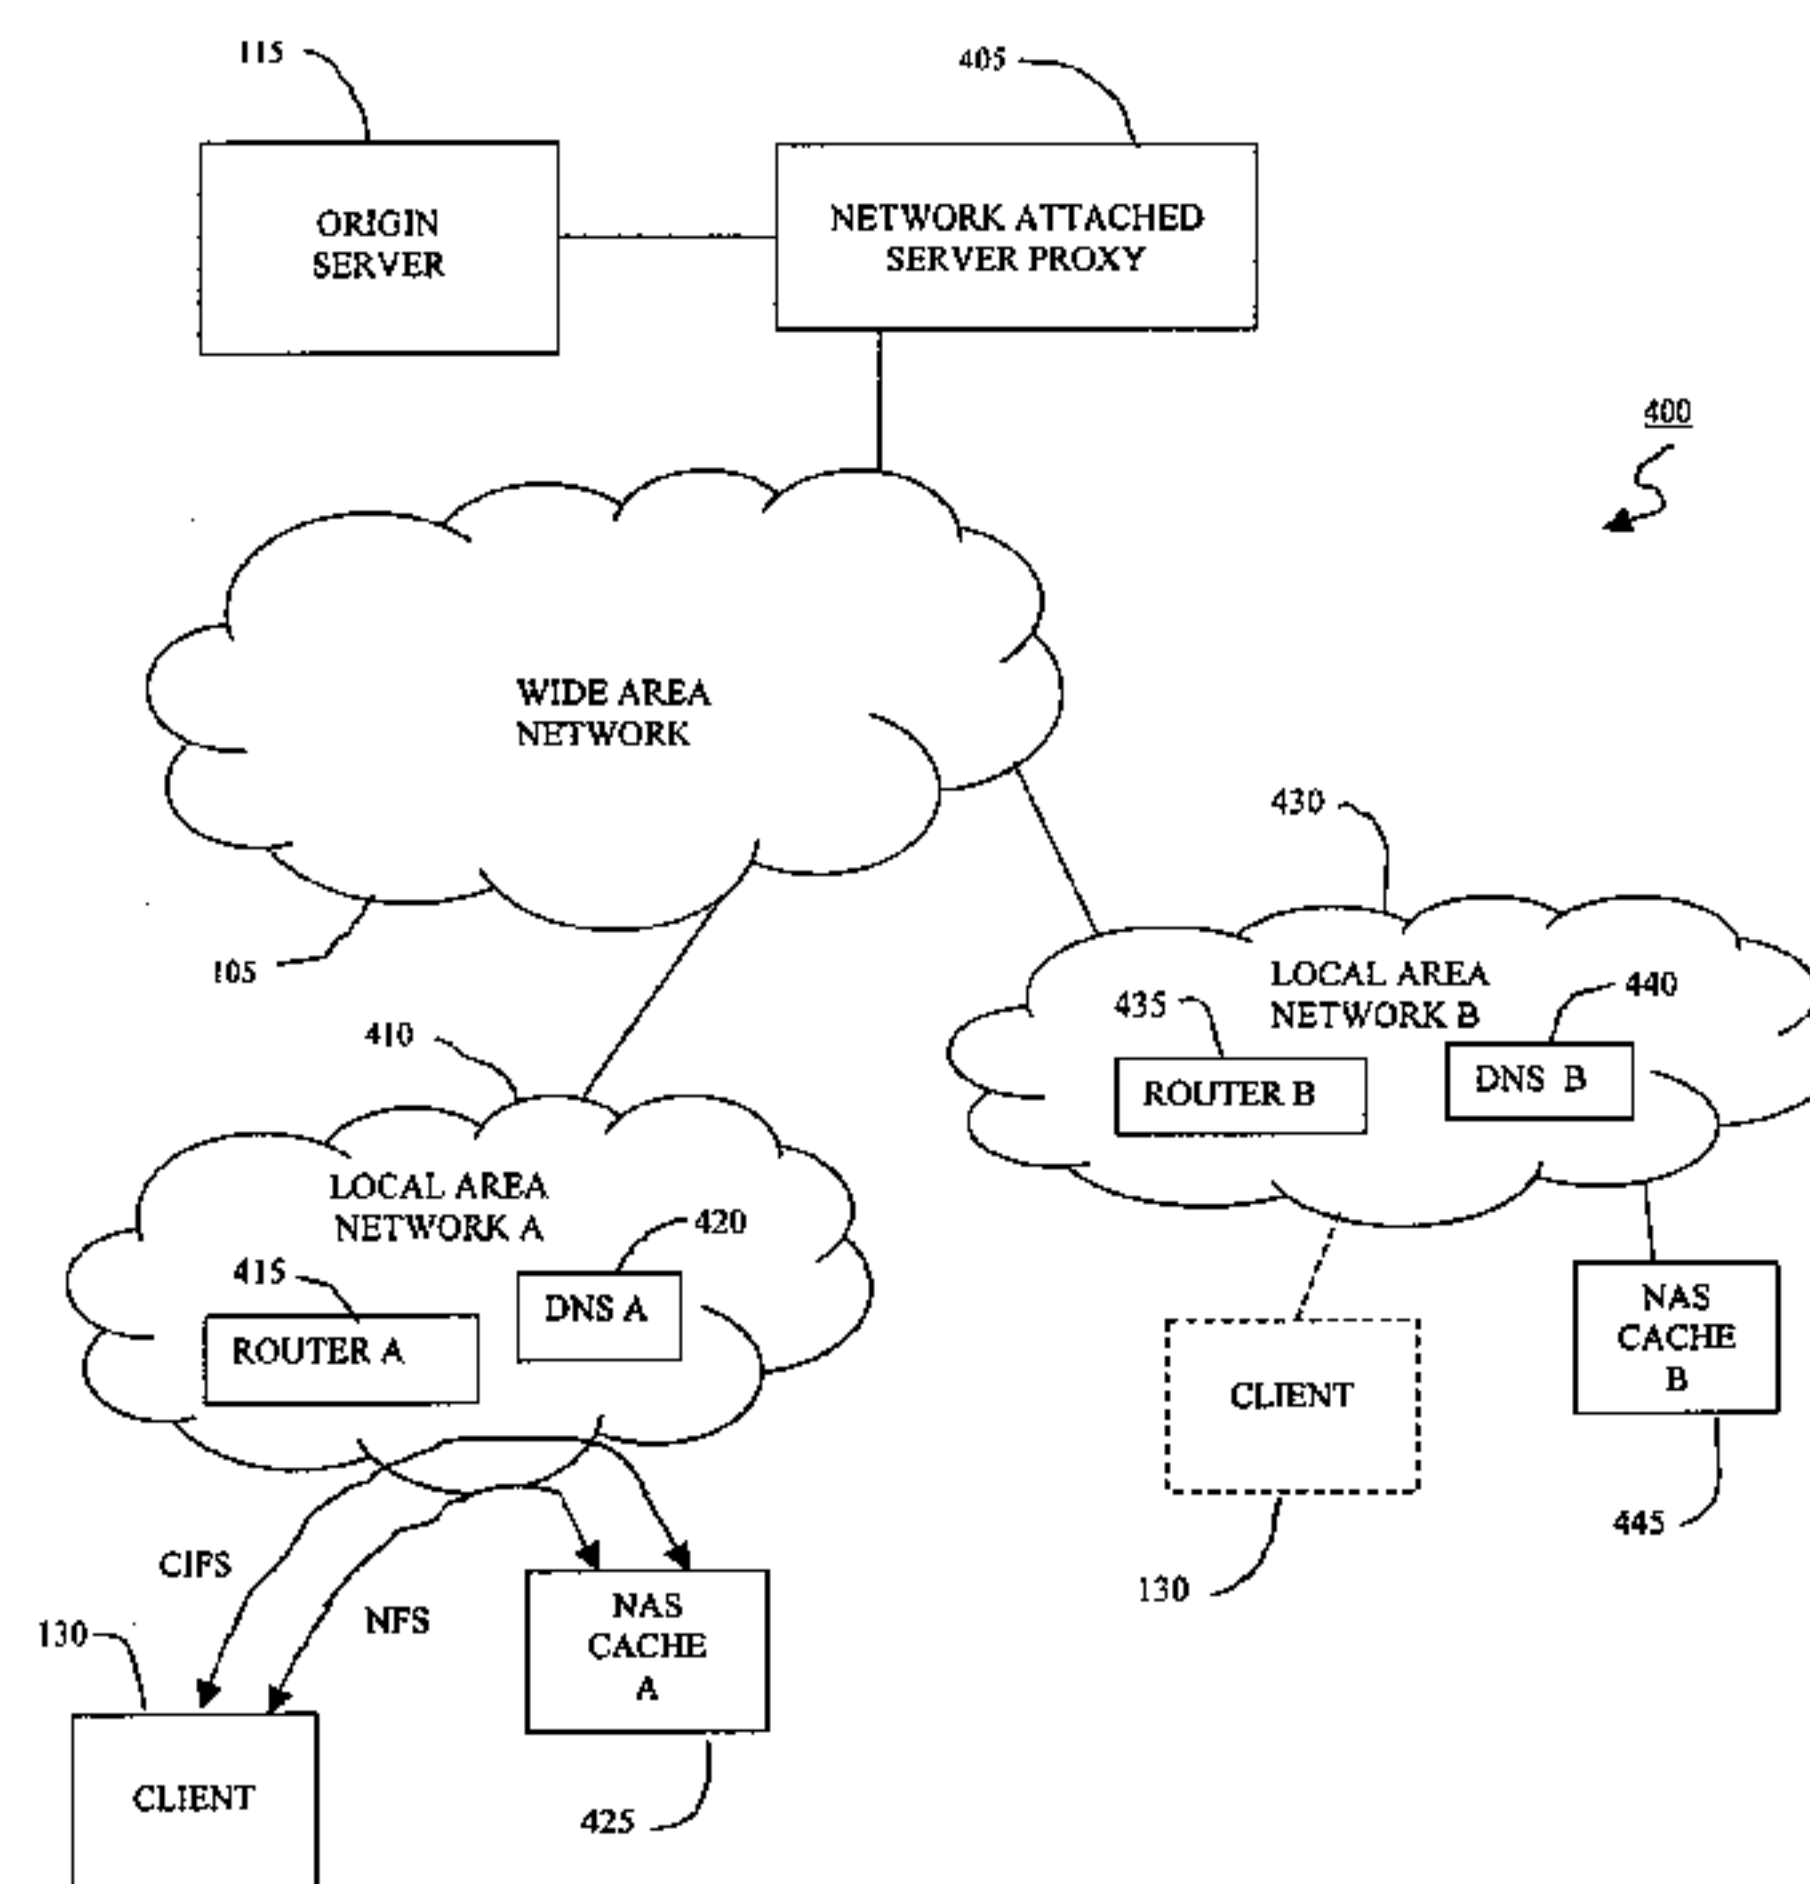 115
405
ORIGIN
SERVER
NETWORK ATTACHED
SERVER PROXY
400
WIDE AREA
NETWORK
105
430
LOCAL AREA
NETWORK B
435
440
ROUTER B
DNS B
410
LOCAL AREA
NETWORK A
415
420
ROUTER A
DNS A
CLIENT
130
NAS
CACHE
B
445
CIFS
NFS
NAS
CACHE
A
425
130
CLIENT